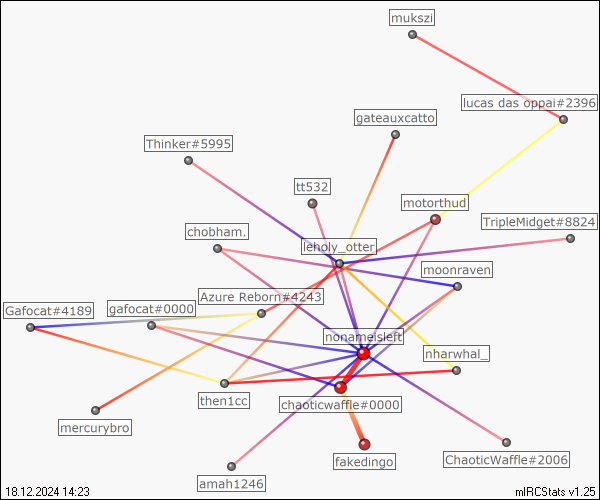 mukszi
lucas das oppai#2396
gateauxcatto
Thinker#5995
tt532
motorthud
TripleMidget#8824
chobham.
leholy_otter
moonraven
Azure Reborn#4243
Gafocat#4189
gafocat#0000
nonameisleft
nharwhal_
then1cc
chaoticwaffle#0000
mercurybro
fakedingo
ChaoticWaffle#2006
amah1246
18.12.2024 14:23
mIRCStats v1.25